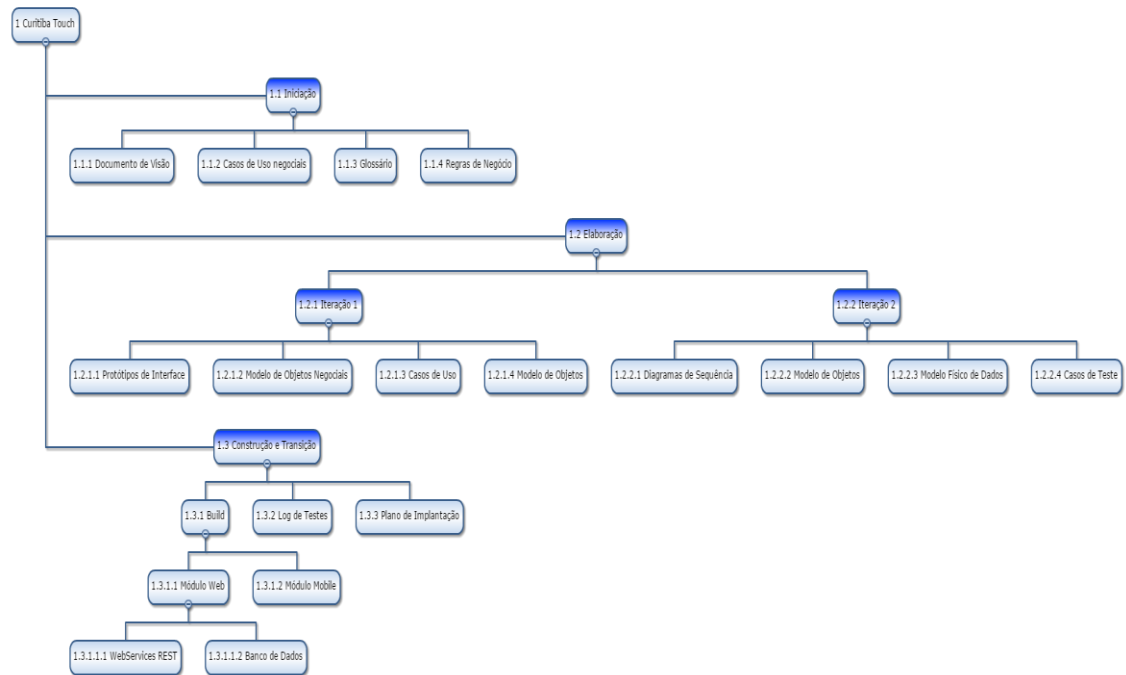 1 Curitiba Touch
1.1 Iniciação
1.1.1 Documento de Visão
1.1.2 Casos de Uso negociais
1.1.3 Glossário
1.1.4 Regras de Negócio
1.2 Elaboração
1.2.1 Iteração 1
1.2.2 Iteração 2
1.2.1.1 Protótipos de Interface
1.2.1.2 Modelo de Objetos Negociais
1.2.1.3 Casos de Uso
1.2.1.4 Modelo de Objetos
1.2.2.1 Diagramas de Sequência
1.2.2.2 Modelo de Objetos
1.2.2.3 Modelo Físico de Dados
1.2.2.4 Casos de Teste
1.3 Construção e Transição
1.3.1 Build
1.3.2 Log de Testes
1.3.3 Plano de Implantação
1.3.1.1 Módulo Web
1.3.1.2 Módulo Mobile
1.3.1.1.1 WebServices REST
1.3.1.1.2 Banco de Dados